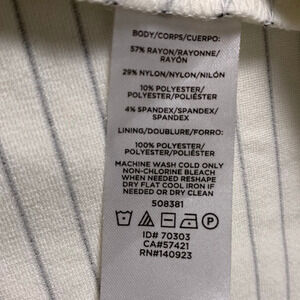 BODY/CORPS/CUERPO:
57% RAYON/RAYONNE/
RAYÓN
29% NYLON/NYLON/NILÓN
10% POLYESTER/
POLYESTER/POLIÉSTER
4% SPANDEX/SPANDEX/
SPANDEX
LINING/DOUBLURE/FORRO:
100% POLYESTER/
POLYESTER/POLIÉSTER
MACHINE WASH COLD ONLY
NON-CHLORINE BLEACH
WHEN NEEDED RESHAPE
DRY FLAT COOL IRON IF
NEEDED OR DRY CLEAN
508381
P
ID# 70303
CA#57421
RN#140923